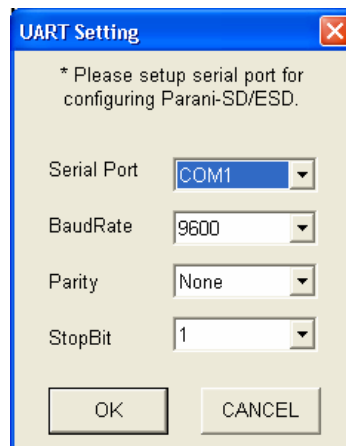 UART Setting
* Please setup serial port for
configuring Parani-SD/ESD.
Serial Port COM1
BaudRate 9600
Parity None
StopBit 1
OK CANCEL